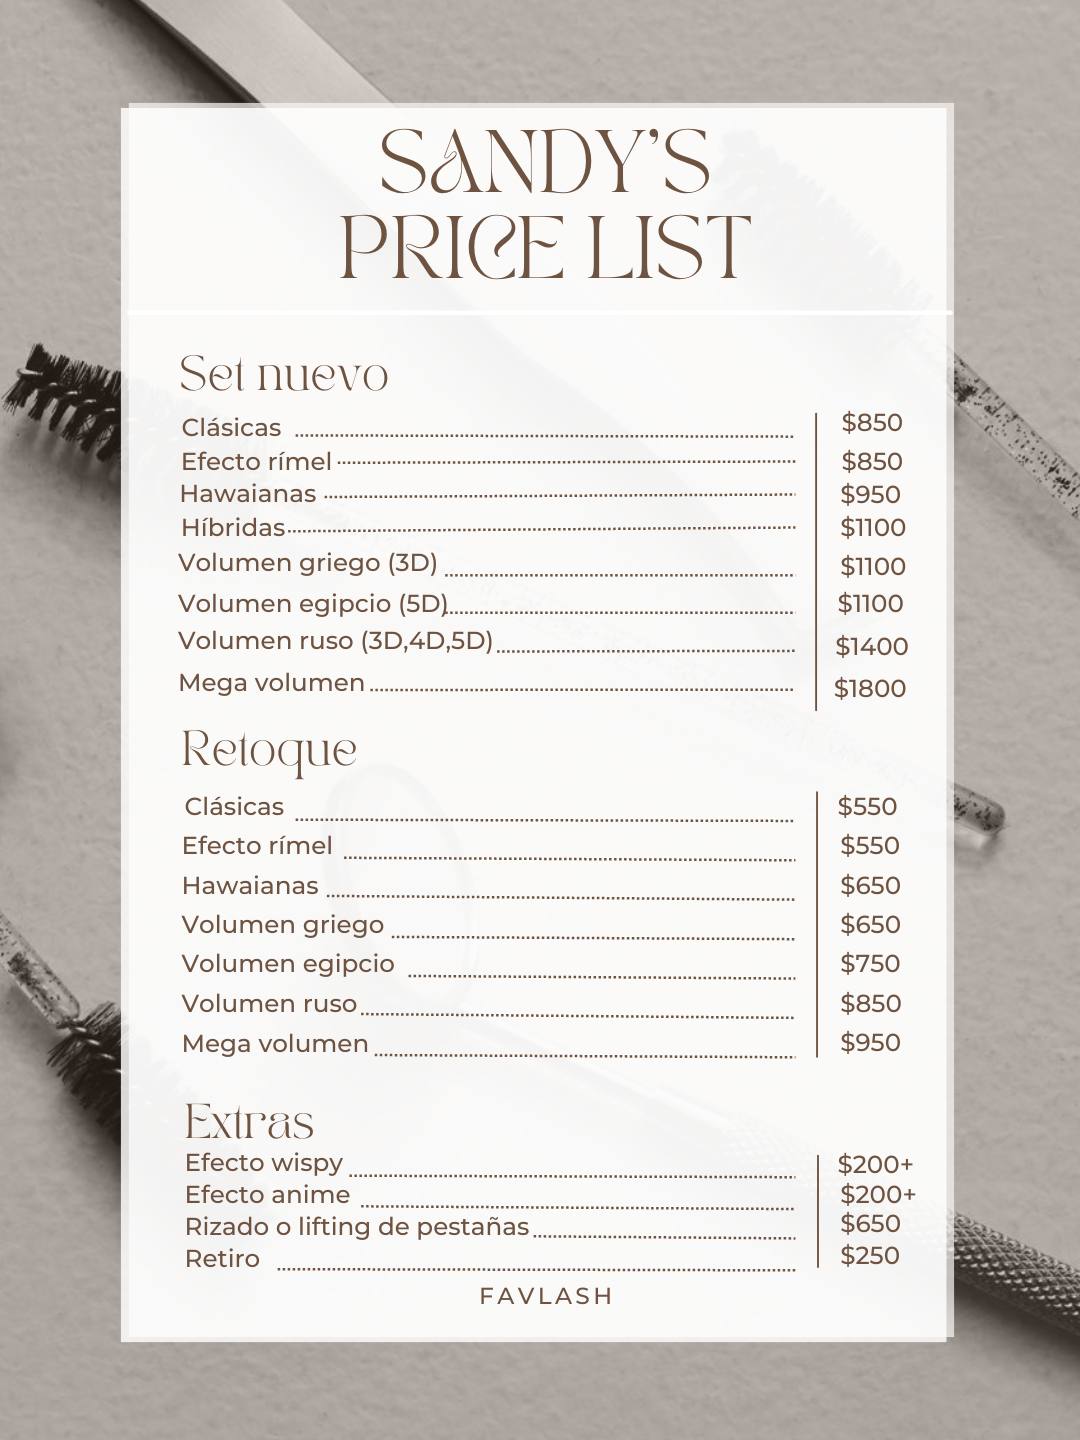 SANDY'S
PRICE LIST
Set nuevo
Clásicas $850
Efecto rímel $850
Hawaianas $950
Híbridas $1100
Volumen griego (3D) $1100
Volumen egipcio (5D) $1100
Volumen ruso (3D,4D,5D) $1400
Mega volumen $1800
Retoque
Clásicas $550
Efecto rímel $550
Hawaianas $650
Volumen griego $650
Volumen egipcio $750
Volumen ruso $850
Mega volumen $950
Extras
Efecto wispy $200+
Efecto anime $200+
Rizado o lifting de pestañas $650
Retiro $250
FAVLASH